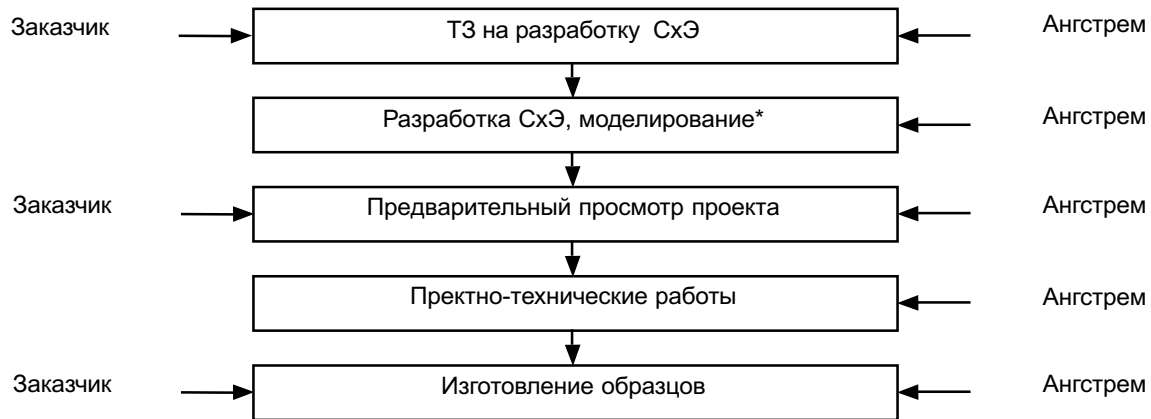 Заказчик ТЗ на разработку СхЭ Ангстрем
Разработка СхЭ, моделирование* Ангстрем
Заказчик Предварительный просмотр проекта Ангстрем
Пректно-технические работы Ангстрем
Заказчик Изготовление образцов Ангстрем